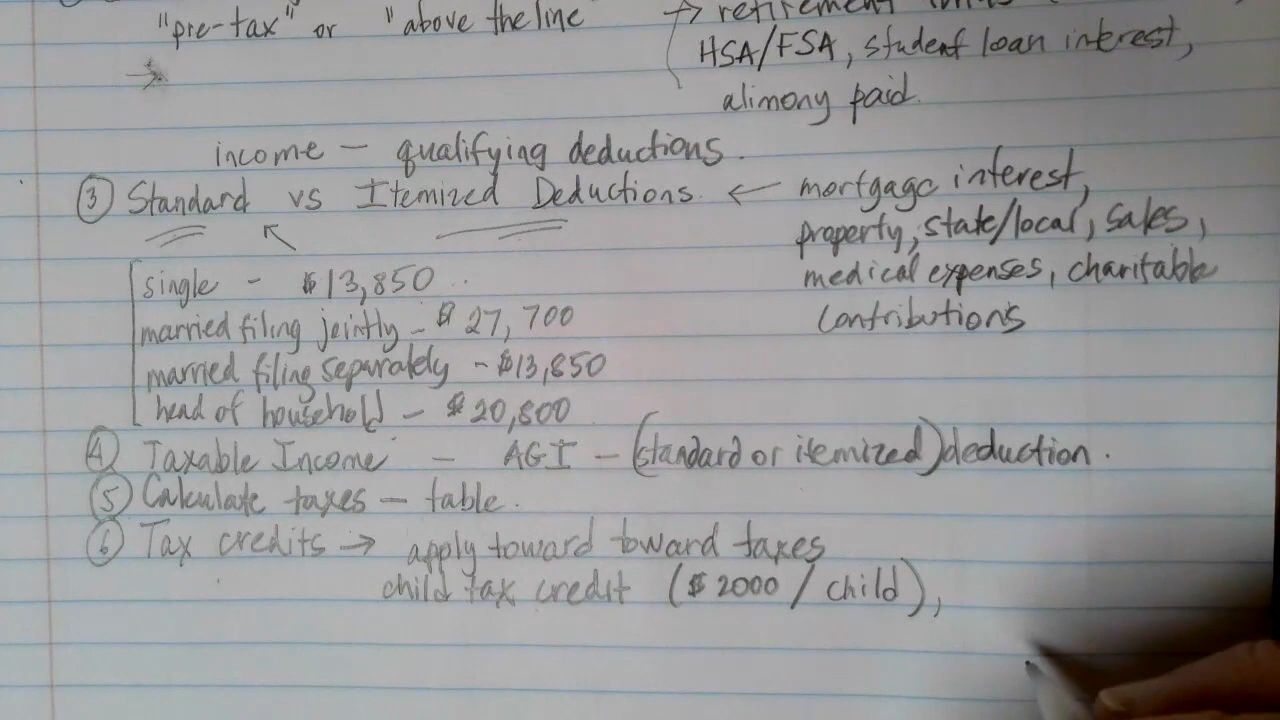 "pre-tax" or "above the line
→ retirement
HSA/FSA, student loan interest,
alimony paid.
→
income – qualifying deductions.
③ Standard vs Itemized Deductions ← mortgage interest,
property, state/local, sales,
medical expenses, charitable
contributions
single - $13,850
married filing jointly - $27,700
married filing separately - $13,850
head of household - $20,800
④ Taxable Income - AGI - (standard or itemized) deduction.
⑤ Calculate taxes - table.
⑥ Tax credits → apply toward toward taxes
child tax credit ($2000 / child),